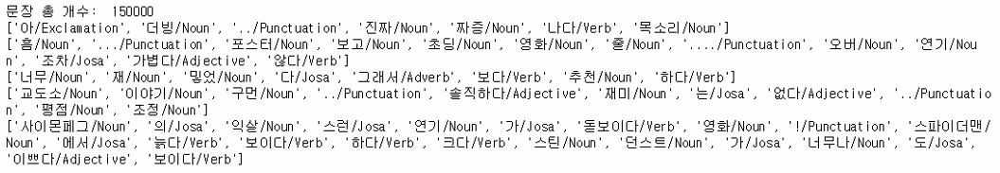 문장 총 개수:  150000
['아/Exclamation', '더빙/Noun', '../Punctuation', '진짜/Noun', '짜증/Noun', '나다/Verb', '목소리/Noun']
['흠/Noun', '.../Punctuation', '포스터/Noun', '보고/Noun', '초딩/Noun', '영화/Noun', '줄/Noun', '..../Punctuation', '오버/Noun', '연기/Nou
n', '조차/Josa', '가볍다/Adjective', '않다/Verb']
['너무/Noun', '재/Noun', '밓었/Noun', '다/Josa', '그래서/Adverb', '보다/Verb', '추천/Noun', '하다/Verb']
['교도소/Noun', '이야기/Noun', '구먼/Noun', '../Punctuation', '솔직하다/Adjective', '재미/Noun', '는/Josa', '없다/Adjective', '../Punctuatio
n', '평점/Noun', '조정/Noun']
['사이몬페그/Noun', '의/Josa', '익살/Noun', '스런/Josa', '연기/Noun', '가/Josa', '돋보이다/Verb', '영화/Noun', '!/Punctuation', '스파이더맨/
Noun', '에서/Josa', '늙다/Verb', '보이다/Verb', '하다/Verb', '크다/Verb', '스틴/Noun', '던스트/Noun', '가/Josa', '너무나/Noun', '도/Josa',
'이쁘다/Adjective', '보이다/Verb']